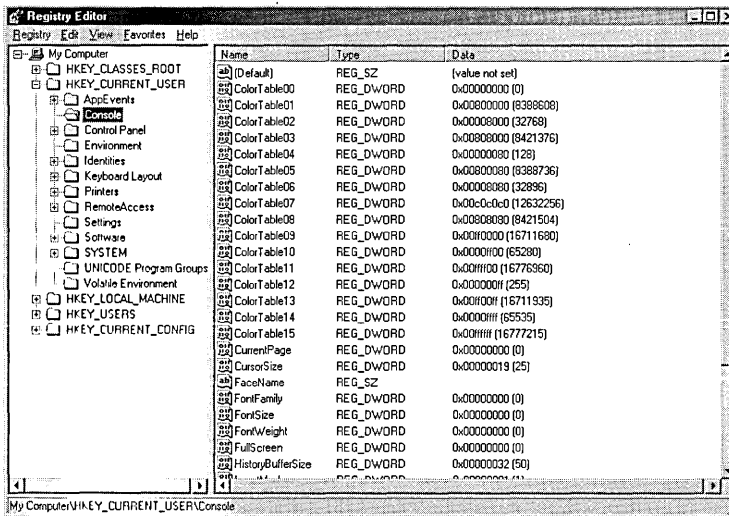 Registry Editor
Registry Edit View Favorites Help
My Computer
HKEY_CLASSES_ROOT
HKEY_CURRENT_USER
AppEvents
Console
Control Panel
Environment
Identities
Keyboard Layout
Printers
RemoteAccess
Settings
Software
SYSTEM
UNICODE Program Groups
Volatile Environment
HKEY_LOCAL_MACHINE
HKEY_USERS
HKEY_CURRENT_CONFIG
Name Type Data
(Default) REG_SZ (value not set)
ColorTable00 REG_DWORD 0x00000000 (0)
ColorTable01 REG_DWORD 0x00800000 (8388608)
ColorTable02 REG_DWORD 0x00008000 (32768)
ColorTable03 REG_DWORD 0x00808000 (8421376)
ColorTable04 REG_DWORD 0x00000080 (128)
ColorTable05 REG_DWORD 0x00800080 (8388736)
ColorTable06 REG_DWORD 0x00008080 (32896)
ColorTable07 REG_DWORD 0x00c0c0c0 (12632256)
ColorTable08 REG_DWORD 0x00808080 (8421504)
ColorTable09 REG_DWORD 0x00ff0000 (16711680)
ColorTable10 REG_DWORD 0x0000ff00 (65280)
ColorTable11 REG_DWORD 0x00ffff00 (16776960)
ColorTable12 REG_DWORD 0x000000ff (255)
ColorTable13 REG_DWORD 0x00ff00ff (16711935)
ColorTable14 REG_DWORD 0x0000ffff (65535)
ColorTable15 REG_DWORD 0x00ffffff (16777215)
CurrentPage REG_DWORD 0x00000000 (0)
CursorSize REG_DWORD 0x00000019 (25)
FaceName REG_SZ
FontFamily REG_DWORD 0x00000000 (0)
FontSize REG_DWORD 0x00000000 (0)
FontWeight REG_DWORD 0x00000000 (0)
FullScreen REG_DWORD 0x00000000 (0)
HistoryBufferSize REG_DWORD 0x00000032 (50)
REG_DWORD 0x00000001 (1)
My Computer\HKEY_CURRENT_USER\Console